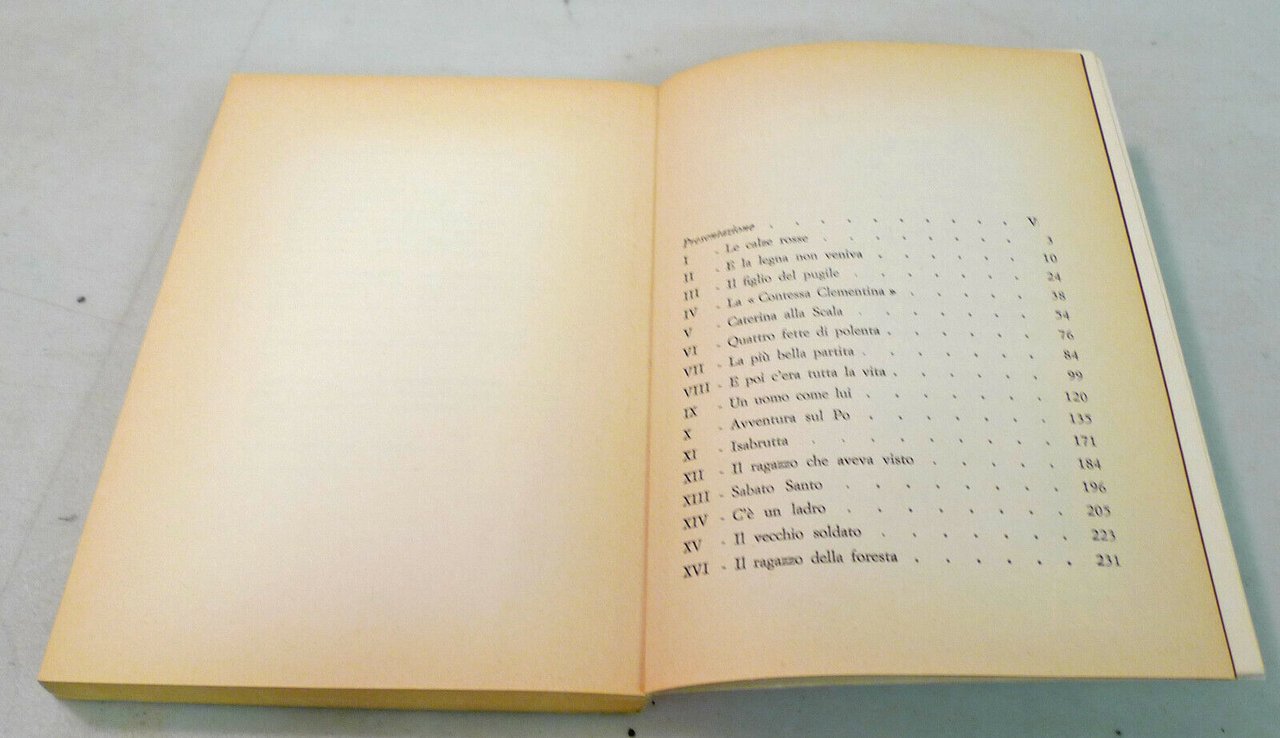 Presentazione . . . . . . . . . . V
I - Le calze rosse . . . . . . . . 3
II - E la legna non veniva . . . . . . 10
III - Il figlio del pugile . . . . . . . 24
IV - La « Contessa Clementina » . . . . . 38
V - Caterina alla Scala . . . . . . . 54
VI - Quattro fette di polenta . . . . . . 76
VII - La più bella partita . . . . . . . 84
VIII - E poi c'era tutta la vita . . . . . . 99
IX - Un uomo come lui . . . . . . . 120
X - Avventura sul Po . . . . . . . 135
XI - Isabrutta . . . . . . . . . 171
XII - Il ragazzo che aveva visto . . . . . 184
XIII - Sabato Santo . . . . . . . . 196
XIV - C'è un ladro . . . . . . . . 205
XV - Il vecchio soldato . . . . . . . 223
XVI - Il ragazzo della foresta . . . . . . 231